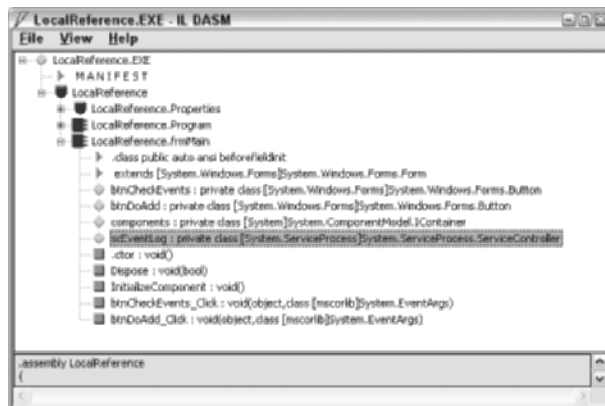 LocalReference.EXE - IL DASM
File View Help
LocalReference.EXE
MANIFEST
LocalReference
LocalReference.Properties
LocalReference.Program
LocalReference.frmMain
.class public auto ansi beforefieldinit
extends [System.Windows.Forms]System.Windows.Forms.Form
btnCheckEvents : private class [System.Windows.Forms]System.Windows.Forms.Button
btnDoAdd : private class [System.Windows.Forms]System.Windows.Forms.Button
components : private class [System]System.ComponentModel.IContainer
scEventLog : private class [System.ServiceProcess]System.ServiceProcess.ServiceController
.ctor : void()
Dispose : void(bool)
InitializeComponent : void()
btnCheckEvents_Click : void(object,class [mscorlib]System.EventArgs)
btnDoAdd_Click : void(object,class [mscorlib]System.EventArgs)
.assembly LocalReference
{